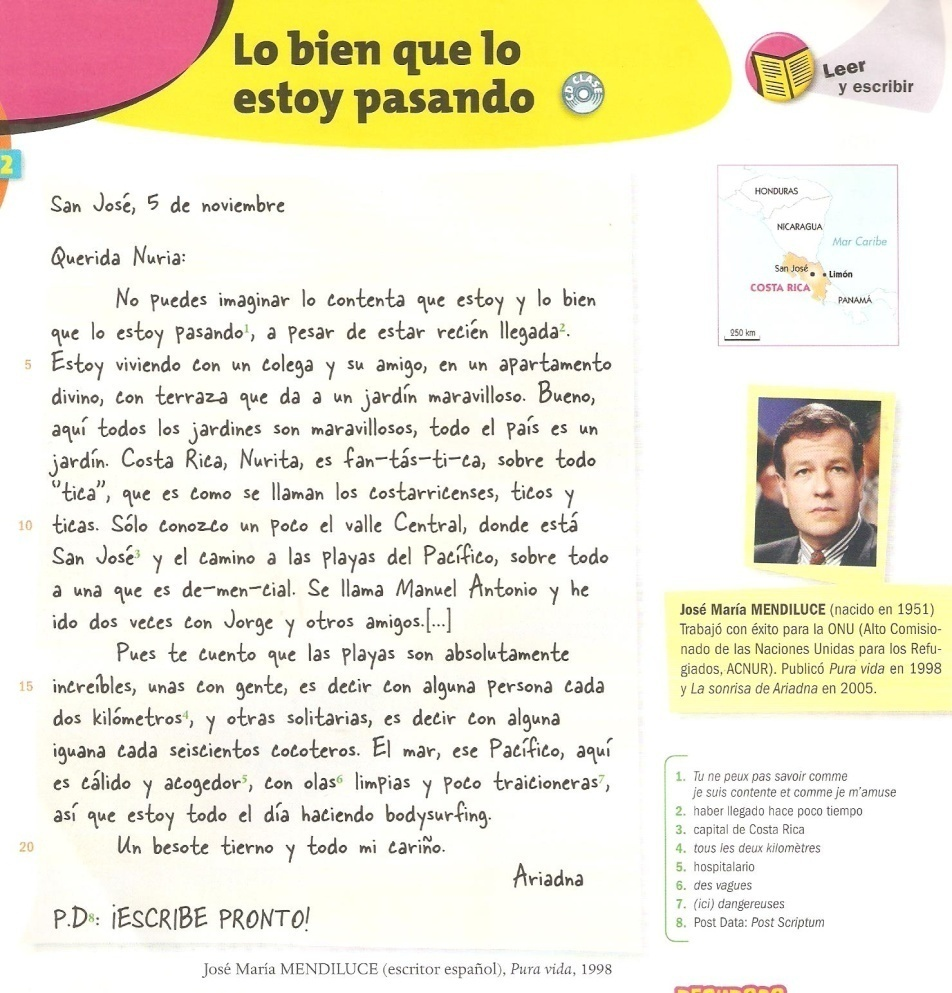 Lo bien que lo
estoy pasando
CD CLASE
Leer
y escribir
2
San José, 5 de noviembre
Querida Nuria:
No puedes imaginar lo contenta que estoy y lo bien
que lo estoy pasando¹, a pesar de estar recién llegada².
5 Estoy viviendo con un colega y su amigo, en un apartamento
divino, con terraza que da a un jardín maravilloso. Bueno,
aquí todos los jardines son maravillosos, todo el país es un
jardín. Costa Rica, Nurita, es fan-tás-ti-ca, sobre todo
"tica", que es como se llaman los costarricenses, ticos y
10 ticas. Sólo conozco un poco el valle Central, donde está
San José³ y el camino a las playas del Pacífico, sobre todo
a una que es de-men-cial. Se llama Manuel Antonio y he
ido dos veces con Jorge y otros amigos.[...]
Pues te cuento que las playas son absolutamente
15 increíbles, unas con gente, es decir con alguna persona cada
dos kilómetros⁴, y otras solitarias, es decir con alguna
iguana cada seiscientos cocoteros. El mar, ese Pacífico, aquí
es cálido y acogedor⁵, con olas⁶ limpias y poco traicioneras⁷,
así que estoy todo el día haciendo bodysurfing.
20 Un besote tierno y todo mi cariño.
Ariadna
P.D⁸: ¡ESCRIBE PRONTO!
José María MENDILUCE (escritor español), Pura vida, 1998
HONDURAS
NICARAGUA
Mar Caribe
San José
Limón
COSTA RICA
PANAMÁ
250 km
José María MENDILUCE (nacido en 1951)
Trabajó con éxito para la ONU (Alto Comisio-
nado de las Naciones Unidas para los Refu-
giados, ACNUR). Publicó Pura vida en 1998
y La sonrisa de Ariadna en 2005.
1. Tu ne peux pas savoir comme
je suis contente et comme je m'amuse
2. haber llegado hace poco tiempo
3. capital de Costa Rica
4. tous les deux kilomètres
5. hospitalario
6. des vagues
7. (ici) dangereuses
8. Post Data: Post Scriptum